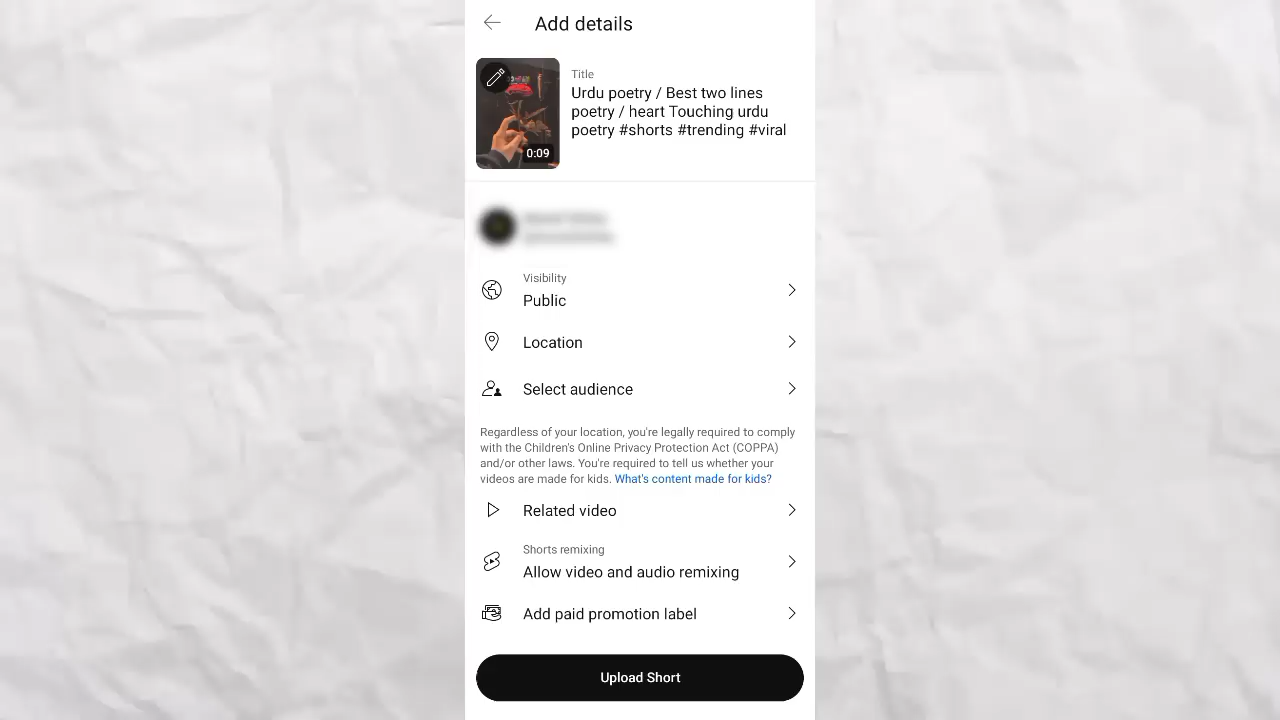 Add details
Title
Urdu poetry / Best two lines
poetry / heart Touching urdu
poetry #shorts #trending #viral
0:09
Visibility
Public
Location
Select audience
Regardless of your location, you're legally required to comply
with the Children's Online Privacy Protection Act (COPPA)
and/or other laws. You're required to tell us whether your
videos are made for kids. What's content made for kids?
Related video
Shorts remixing
Allow video and audio remixing
Add paid promotion label
Upload Short